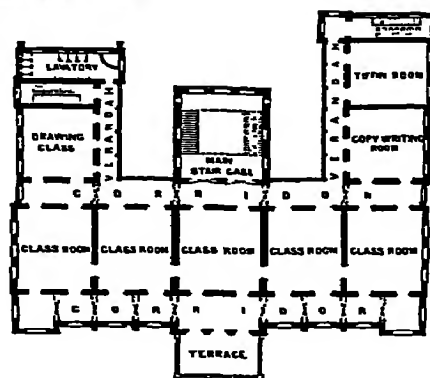 LAVATORY
VERANDAH
VERANDAH
TIFFIN ROOM
DRAWING
CLASS
COPY WRITING
ROOM
MAIN
STAIR CASE
CORRIDOR
CLASS ROOM
CLASS ROOM
CLASS ROOM
CLASS ROOM
CLASS ROOM
CORRIDOR
TERRACE